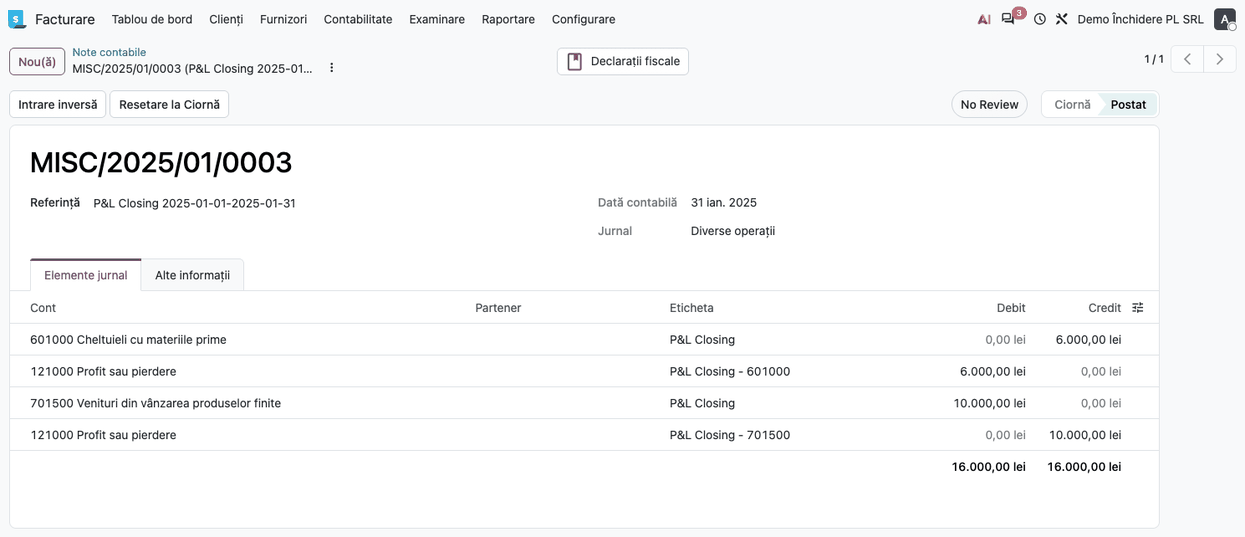 $ Facturare Tablou de bord Clienți Furnizori Contabilitate Examinare Raportare Configurare AI 3 Demo Închidere PL SRL A
Nou(ă) Note contabile
MISC/2025/01/0003 (P&L Closing 2025-01...
Declarații fiscale
1 / 1
Intrare inversă Resetare la Ciornă No Review Ciornă Postat
MISC/2025/01/0003
Referință P&L Closing 2025-01-01-2025-01-31 Dată contabilă 31 ian. 2025
Jurnal Diverse operații
Elemente jurnal Alte informații
Cont Partener Eticheta Debit Credit
601000 Cheltuieli cu materiile prime P&L Closing 0,00 lei 6.000,00 lei
121000 Profit sau pierdere P&L Closing - 601000 6.000,00 lei 0,00 lei
701500 Venituri din vânzarea produselor finite P&L Closing 10.000,00 lei 0,00 lei
121000 Profit sau pierdere P&L Closing - 701500 0,00 lei 10.000,00 lei
16.000,00 lei 16.000,00 lei